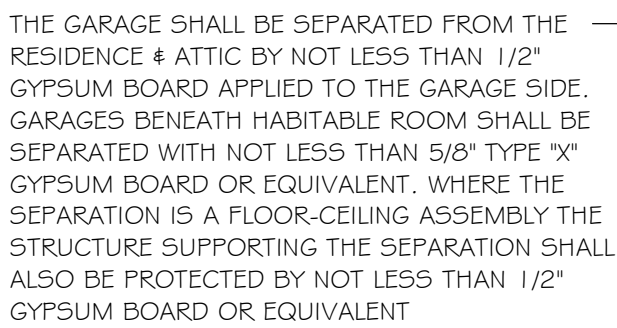 THE GARAGE SHALL BE SEPARATED FROM THE
RESIDENCE & ATTIC BY NOT LESS THAN 1/2"
GYPSUM BOARD APPLIED TO THE GARAGE SIDE.
GARAGES BENEATH HABITABLE ROOM SHALL BE
SEPARATED WITH NOT LESS THAN 5/8" TYPE "X"
GYPSUM BOARD OR EQUIVALENT. WHERE THE
SEPARATION IS A FLOOR-CEILING ASSEMBLY THE
STRUCTURE SUPPORTING THE SEPARATION SHALL
ALSO BE PROTECTED BY NOT LESS THAN 1/2"
GYPSUM BOARD OR EQUIVALENT